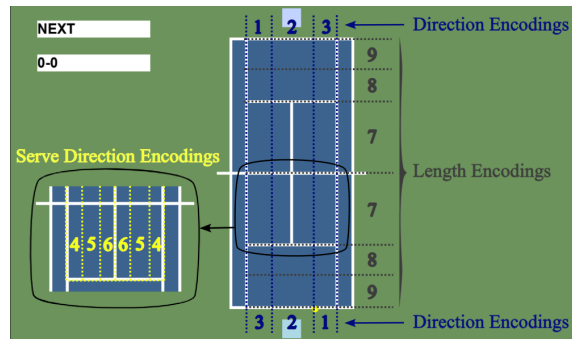 NEXT
0-0
1 2 3
Direction Encodings
9
8
7
Serve Direction Encodings
Length Encodings
4 5 6 6 5 4
7
8
9
3 2 1
Direction Encodings